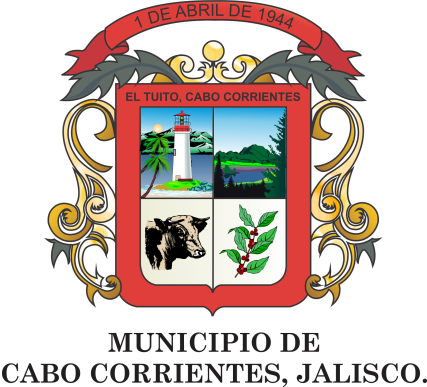 1 DE ABRIL DE 1944
EL TUITO, CABO CORRIENTES
MUNICIPIO DE
CABO CORRIENTES, JALISCO.